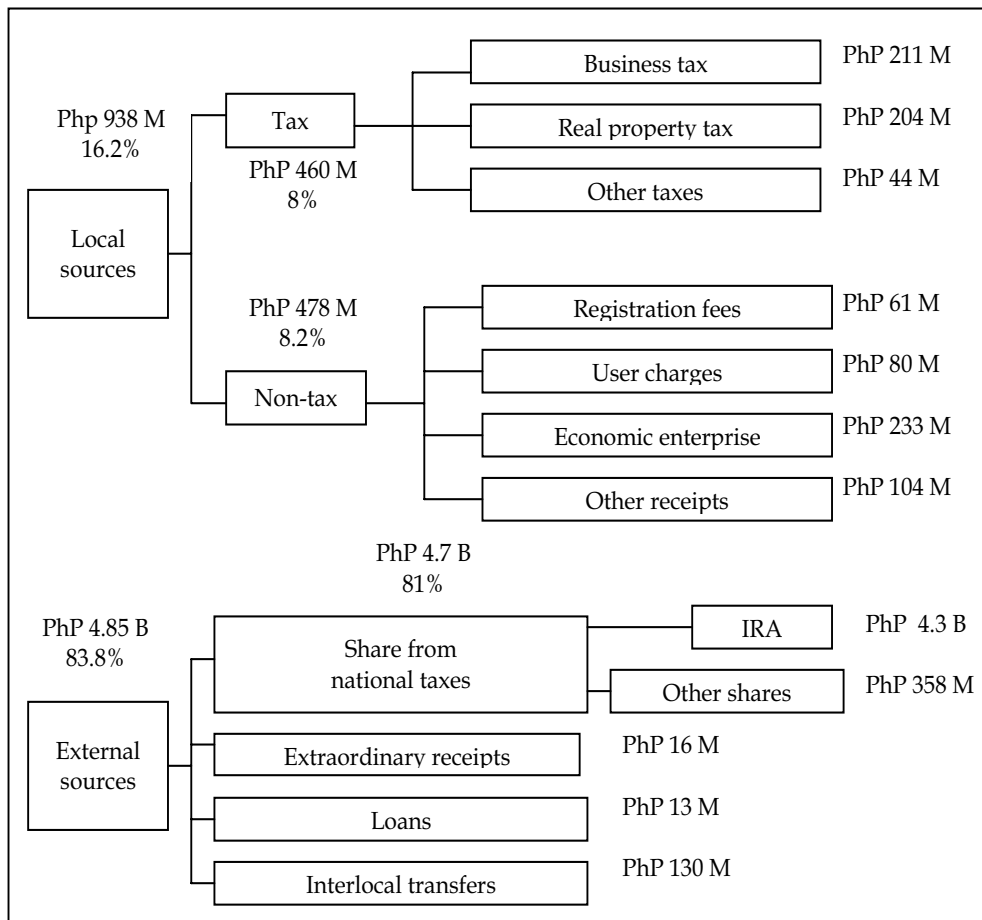 Business tax
PhP 211 M
Php 938 M
16.2%
Tax
Real property tax
PhP 204 M
PhP 460 M
8%
Other taxes
PhP 44 M
Local
sources
PhP 478 M
8.2%
Registration fees
PhP 61 M
User charges
PhP 80 M
Non-tax
Economic enterprise
PhP 233 M
Other receipts
PhP 104 M
PhP 4.7 B
81%
PhP 4.85 B
83.8%
Share from
national taxes
IRA
PhP 4.3 B
Other shares
PhP 358 M
External
sources
Extraordinary receipts
PhP 16 M
Loans
PhP 13 M
Interlocal transfers
PhP 130 M